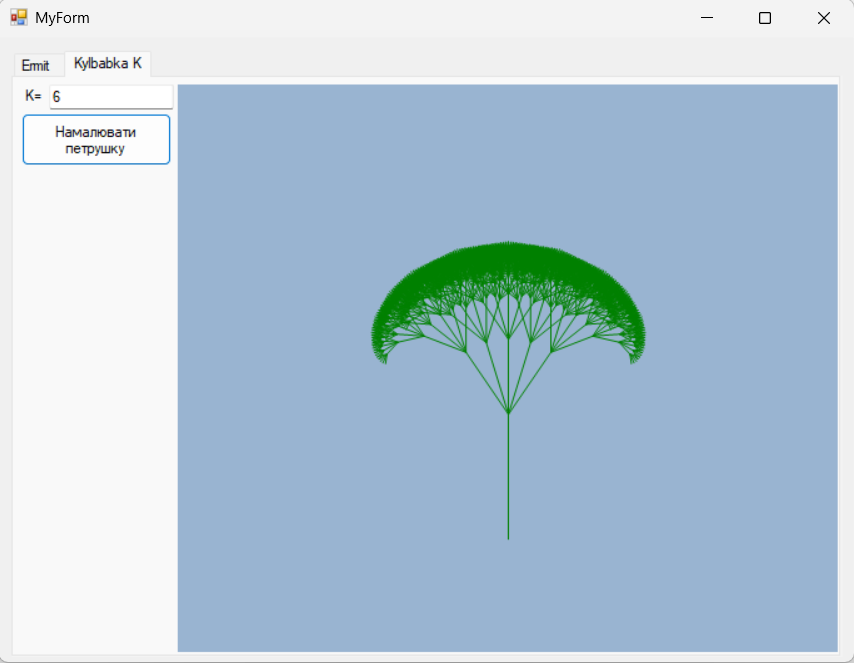 MyForm
Ermit Kylbabka K
K= 6
Намалювати
петрушку